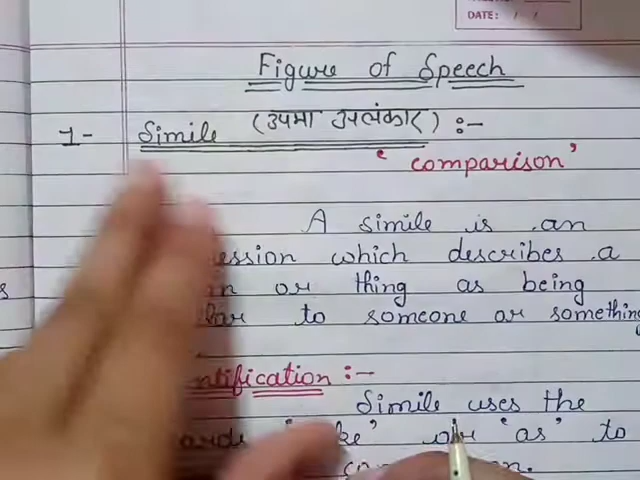 DATE: / /
Figure of Speech
1- Simile (उपमा अलंकार) :-
' comparison '
A simile is an
ession which describes a
or thing as being
to someone or something
ntification :-
Simile uses the
or 'as' to